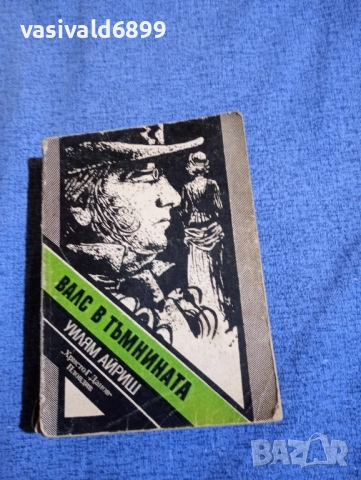 vasivald6899
ВАЛС В ТЪМНИНАТА
УИЛЯМ АЙРИШ
Христо Г. Данов
Пловдив
BAZAR